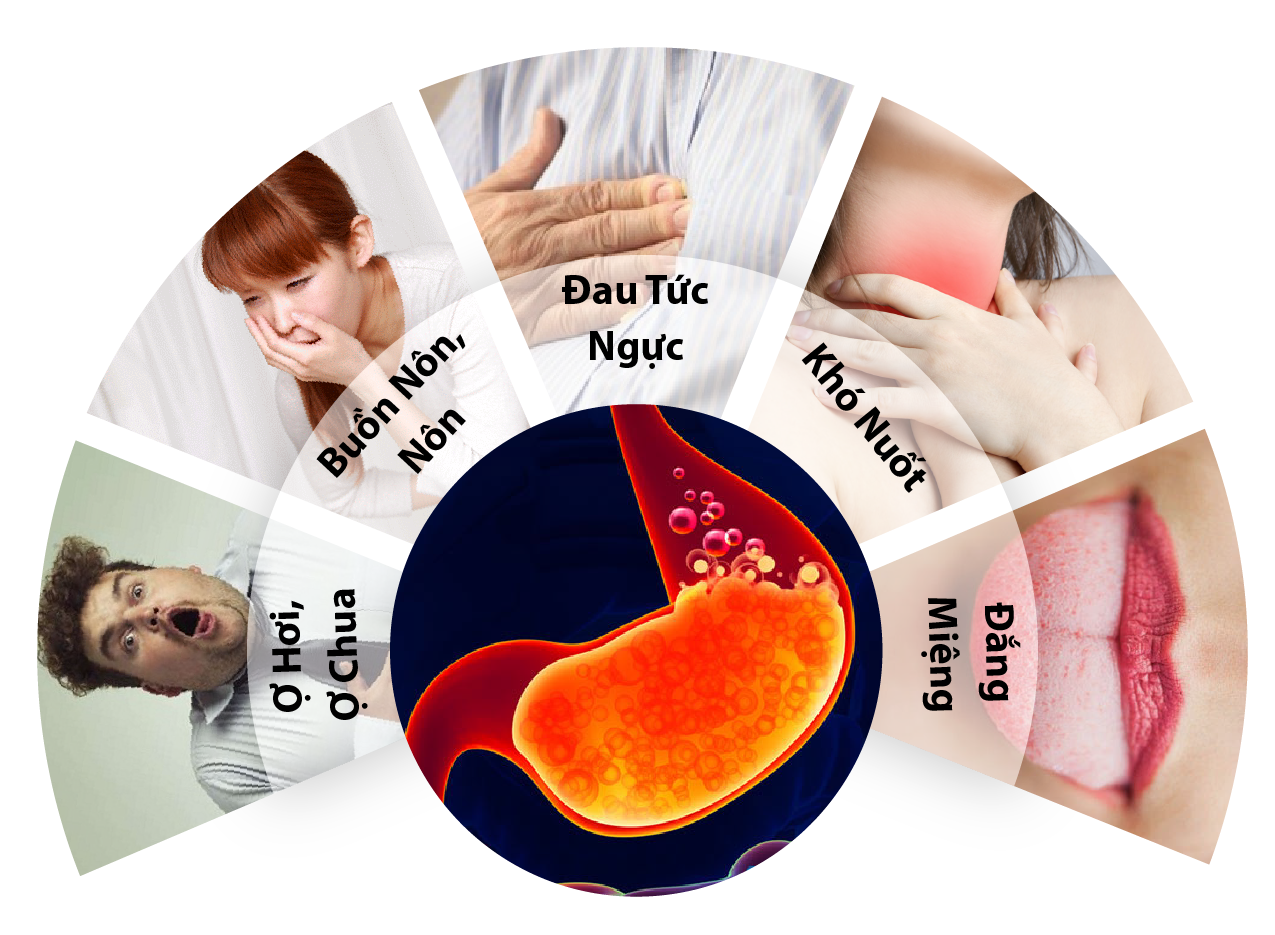 Ợ Hơi,
Ợ Chua
Buồn Nôn,
Nôn
Đau Tức
Ngực
Khó Nuốt
Đắng
Miệng